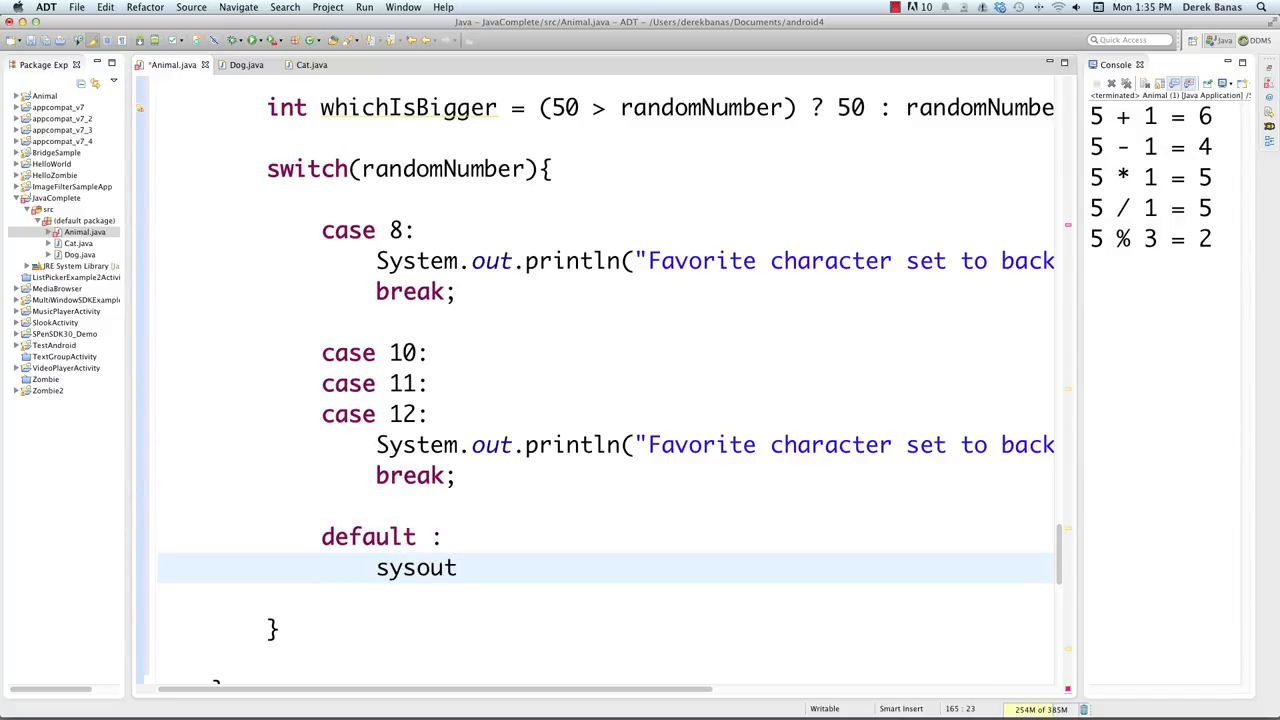 ADT File Edit Refactor Source Navigate Search Project Run Window Help 10 Mon 1:35 PM Derek Banas
Java - JavaComplete/src/Animal.java - ADT - /Users/derekbanas/Documents/android4
Quick Access Java DDMS
Package Exp
Animal
appcompat_v7
appcompat_v7_2
appcompat_v7_3
appcompat_v7_4
BridgeSample
HelloWorld
HelloZombie
ImageFilterSampleApp
JavaComplete
src
(default package)
Animal.java
Cat.java
Dog.java
JRE System Library [Ja
ListPickerExample2Activi
MediaBrowser
MultiWindowSDKExample
MusicPlayerActivity
SlookActivity
SPenSDK30_Demo
TestAndroid
TextGroupActivity
VideoPlayerActivity
Zombie
Zombie2
*Animal.java Dog.java Cat.java
int whichIsBigger = (50 > randomNumber) ? 50 : randomNumbe
switch(randomNumber){
case 8:
System.out.println("Favorite character set to back
break;
case 10:
case 11:
case 12:
System.out.println("Favorite character set to back
break;
default :
sysout
}
Console
<terminated> Animal (1) [Java Application] /S
5 + 1 = 6
5 - 1 = 4
5 * 1 = 5
5 / 1 = 5
5 % 3 = 2
Writable Smart Insert 165 : 23 254M of 385M